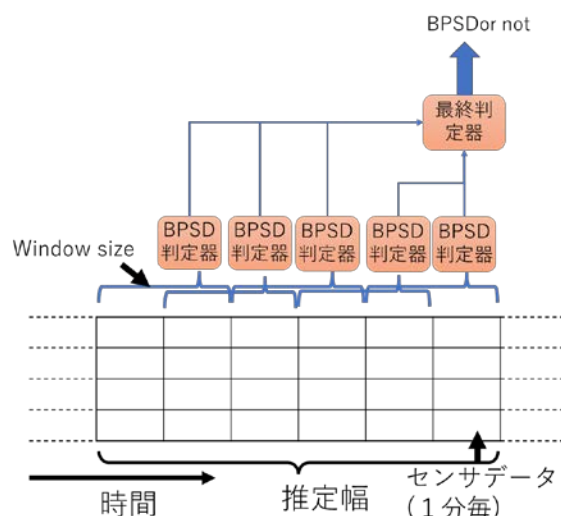 BPSDor not
最終判
定器
BPSD
判定器
BPSD
判定器
BPSD
判定器
BPSD
判定器
BPSD
判定器
Window size
時間
推定幅
センサデータ
(１分毎)